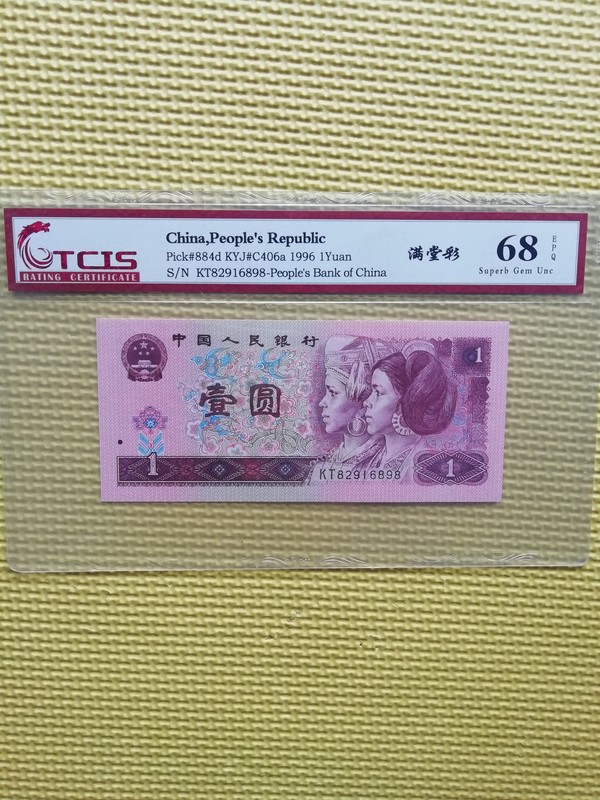 TCIS
RATING CERTIFICATE
China,People's Republic
Pick#884d KYJ#C406a 1996 1Yuan
S/N KT82916898-People's Bank of China
满堂彩
68
EPQ
Superb Gem Unc
中国人民银行
1
壹圆
1
KT82916898
1